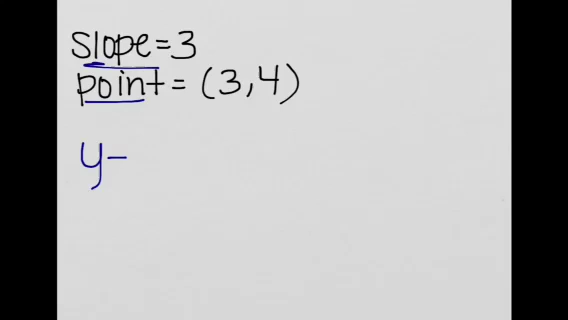 slope=3
point = (3,4)
y-